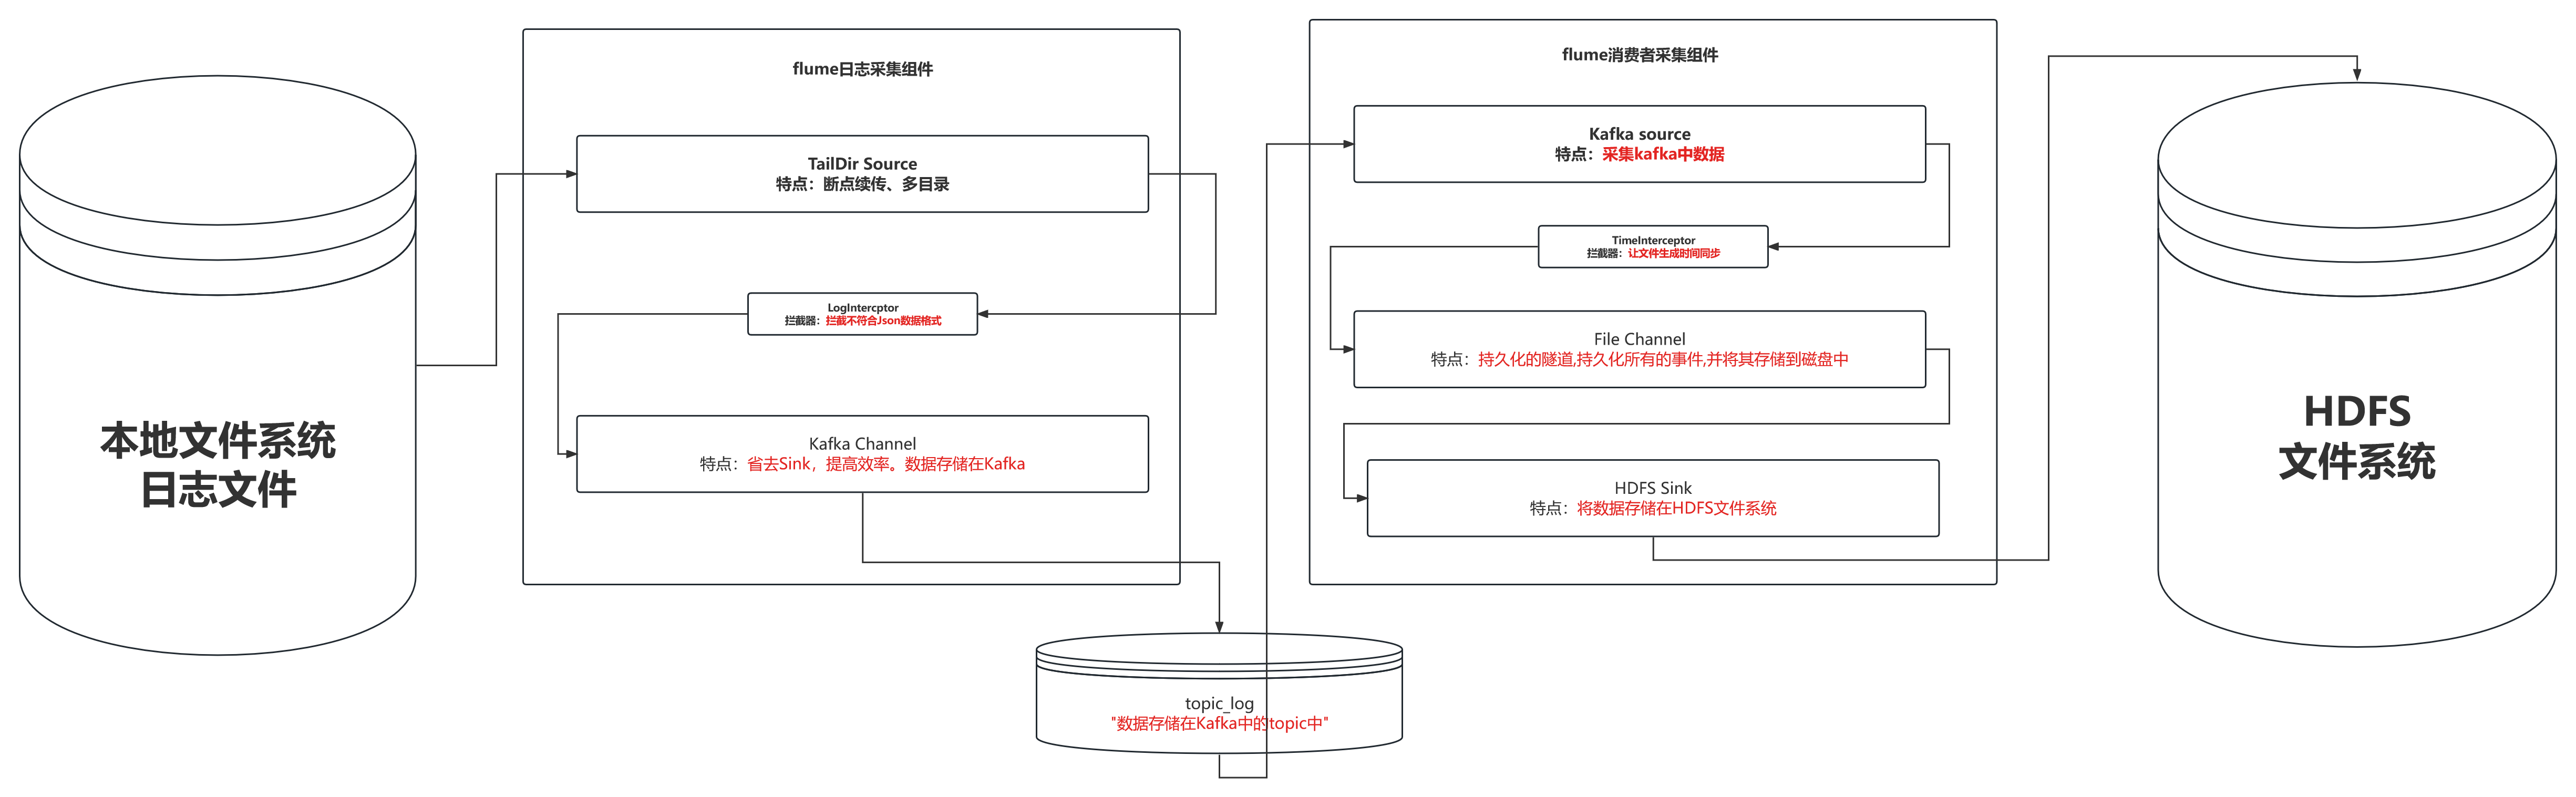 本地文件系统
日志文件
flume日志采集组件
TailDir Source
特点：断点续传、多目录
LogIntercptor
拦截器：拦截不符合Json数据格式
Kafka Channel
特点：省去Sink，提高效率。数据存储在Kafka
topic_log
"数据存储在Kafka中的topic中"
flume消费者采集组件
Kafka source
特点：采集kafka中数据
TimeInterceptor
拦截器：让文件生成时间同步
File Channel
特点：持久化的隧道,持久化所有的事件,并将其存储到磁盘中
HDFS Sink
特点：将数据存储在HDFS文件系统
HDFS
文件系统